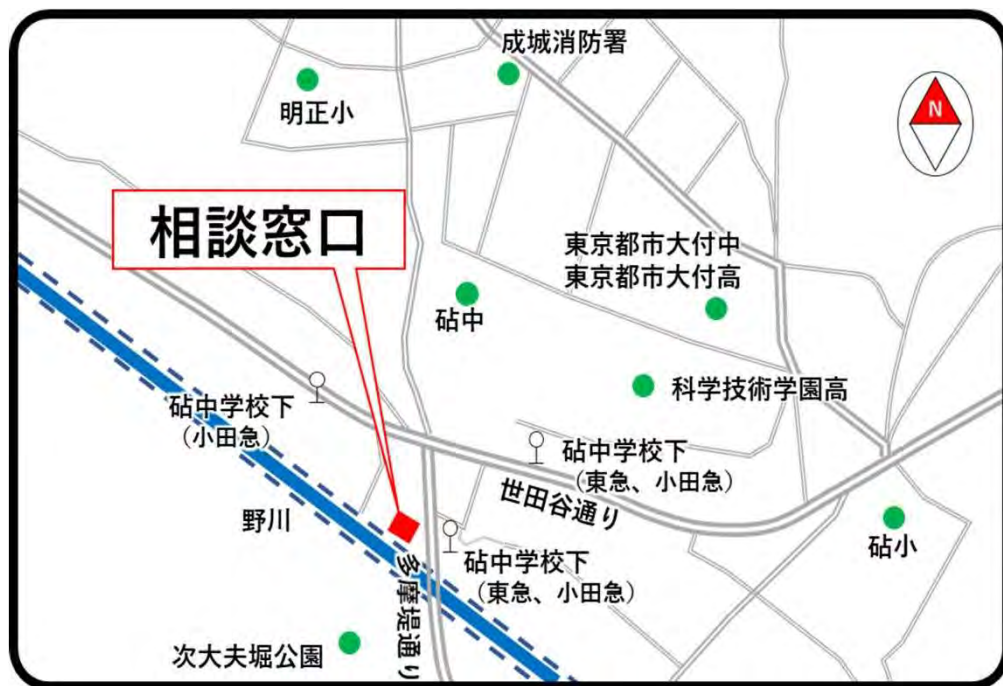 成城消防署
明正小
N
相談窓口
東京都市大付中
東京都市大付高
砧中
科学技術学園高
砧中学校下
（小田急）
砧中学校下
（東急、小田急）
世田谷通り
野川
砧小
砧中学校下
（東急、小田急）
多摩堤通り
次大夫堀公園